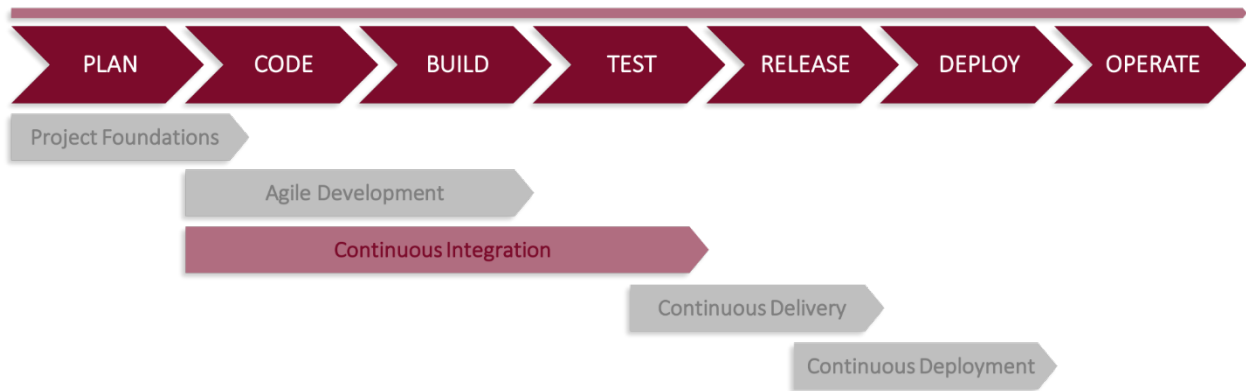 PLAN CODE BUILD TEST RELEASE DEPLOY OPERATE
Project Foundations
Agile Development
Continuous Integration
Continuous Delivery
Continuous Deployment